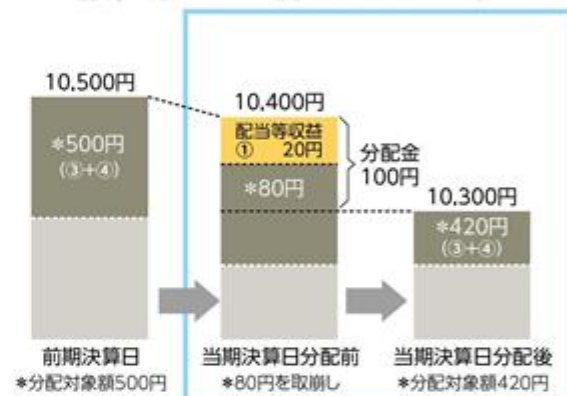 10,500円
*500円
(③+④)
10,400円
配当等収益
① 20円
*80円
分配金
100円
10,300円
*420円
(③+④)
前期決算日
*分配対象額500円
当期決算日分配前
*80円を取崩し
当期決算日分配後
*分配対象額420円